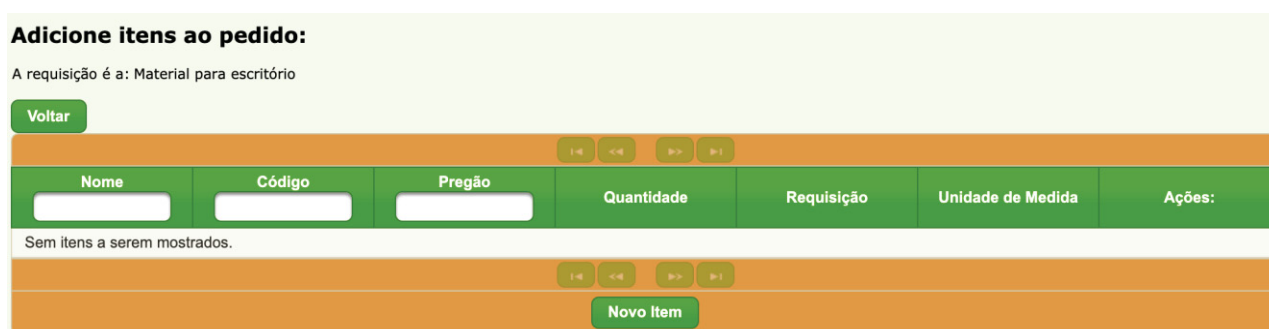 Adicione itens ao pedido:
A requisição é a: Material para escritório
Voltar
Nome Código Pregão Quantidade Requisição Unidade de Medida Ações:
Sem itens a serem mostrados.
Novo Item